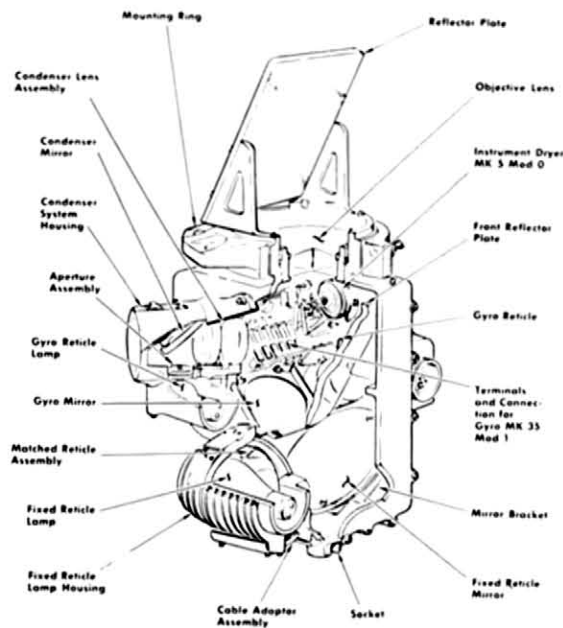 Mounting Ring
Reflector Plate
Condenser Lens
Assembly
Objective Lens
Condenser
Mirror
Instrument Dryer
MK 5 Mod 0
Condenser
System
Housing
Front Reflector
Plate
Aperture
Assembly
Gyro Reticle
Gyro Reticle
Lamp
Gyro Mirror
Terminals
and Connec-
tion for
Gyro MK 35
Mod 1
Matched Reticle
Assembly
Fixed Reticle
Lamp
Mirror Bracket
Fixed Reticle
Lamp Housing
Cable Adaptor
Assembly
Socket
Fixed Reticle
Mirror